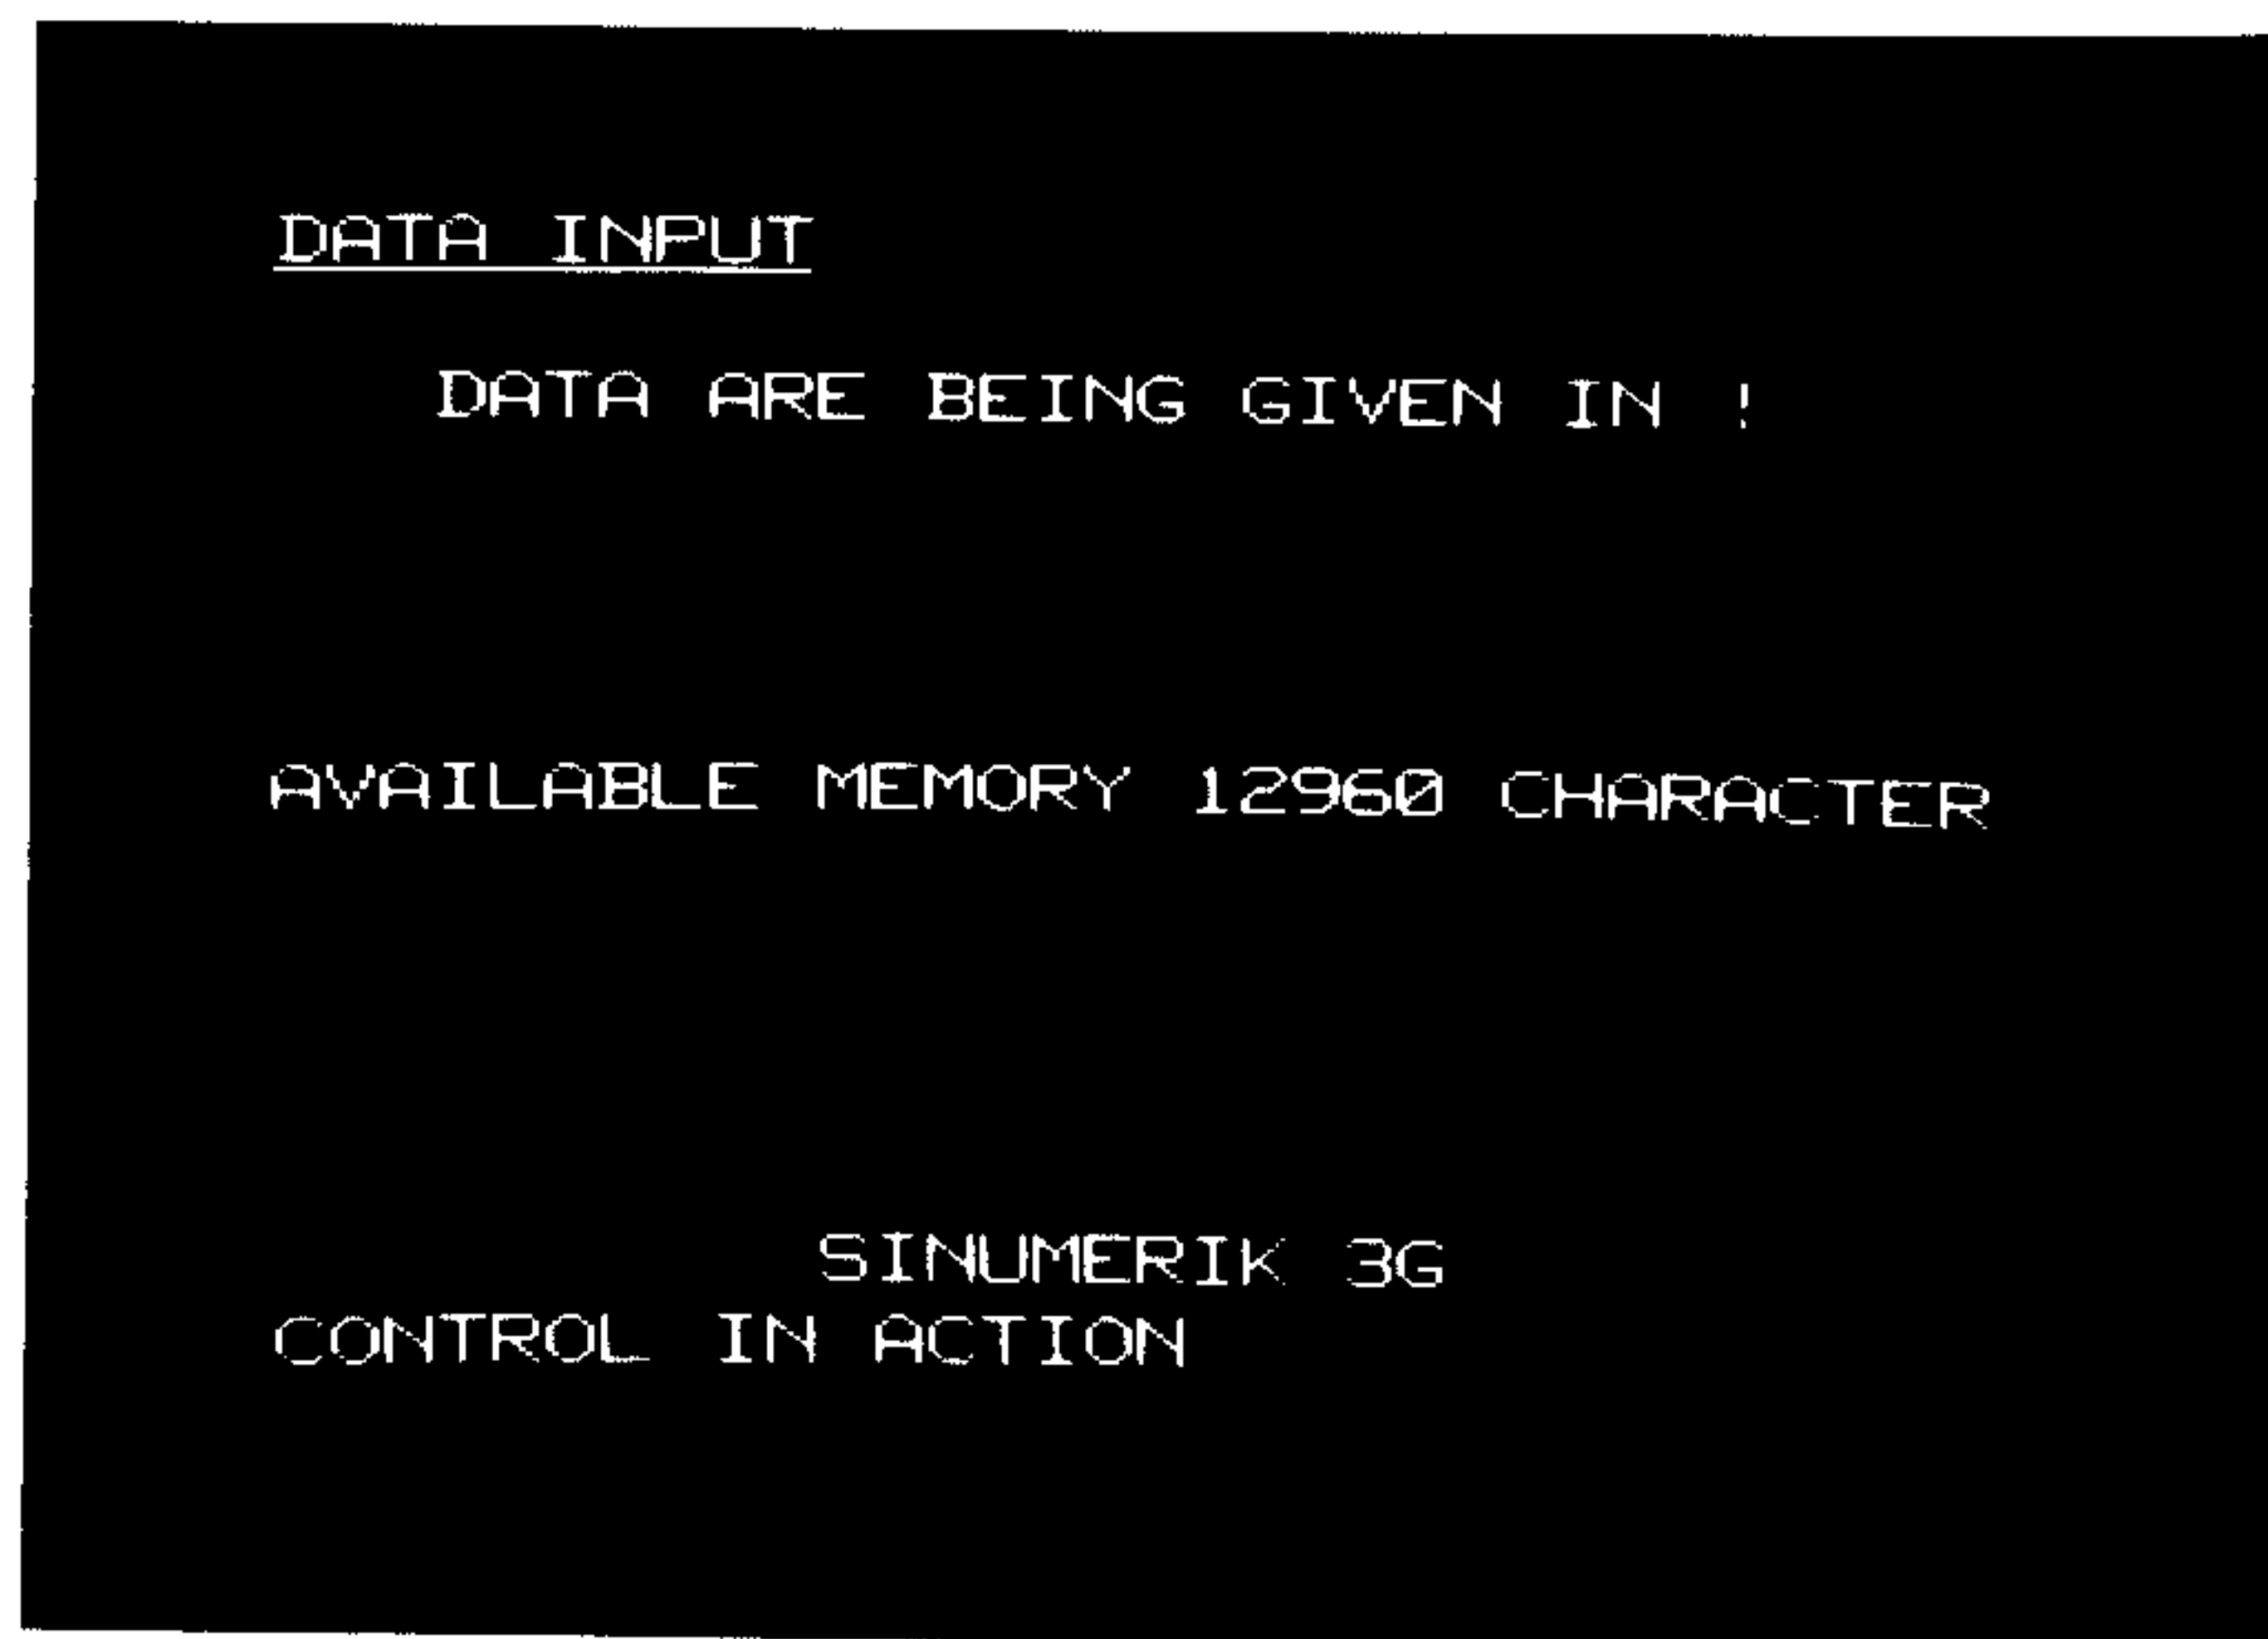 DATA INPUT
DATA ARE BEING GIVEN IN !
AVAILABLE MEMORY 12960 CHARACTER
SINUMERIK 3G
CONTROL IN ACTION